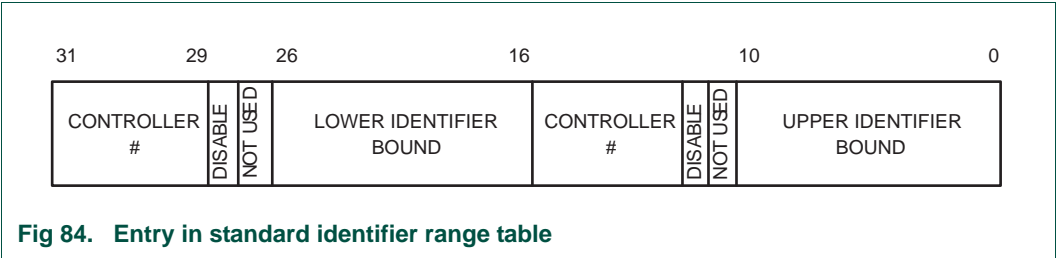 31 29 26 16 10 0
CONTROLLER
#
DISABLE
NOT USED
LOWER IDENTIFIER
BOUND
CONTROLLER
#
DISABLE
NOT USED
UPPER IDENTIFIER
BOUND
Fig 84. Entry in standard identifier range table